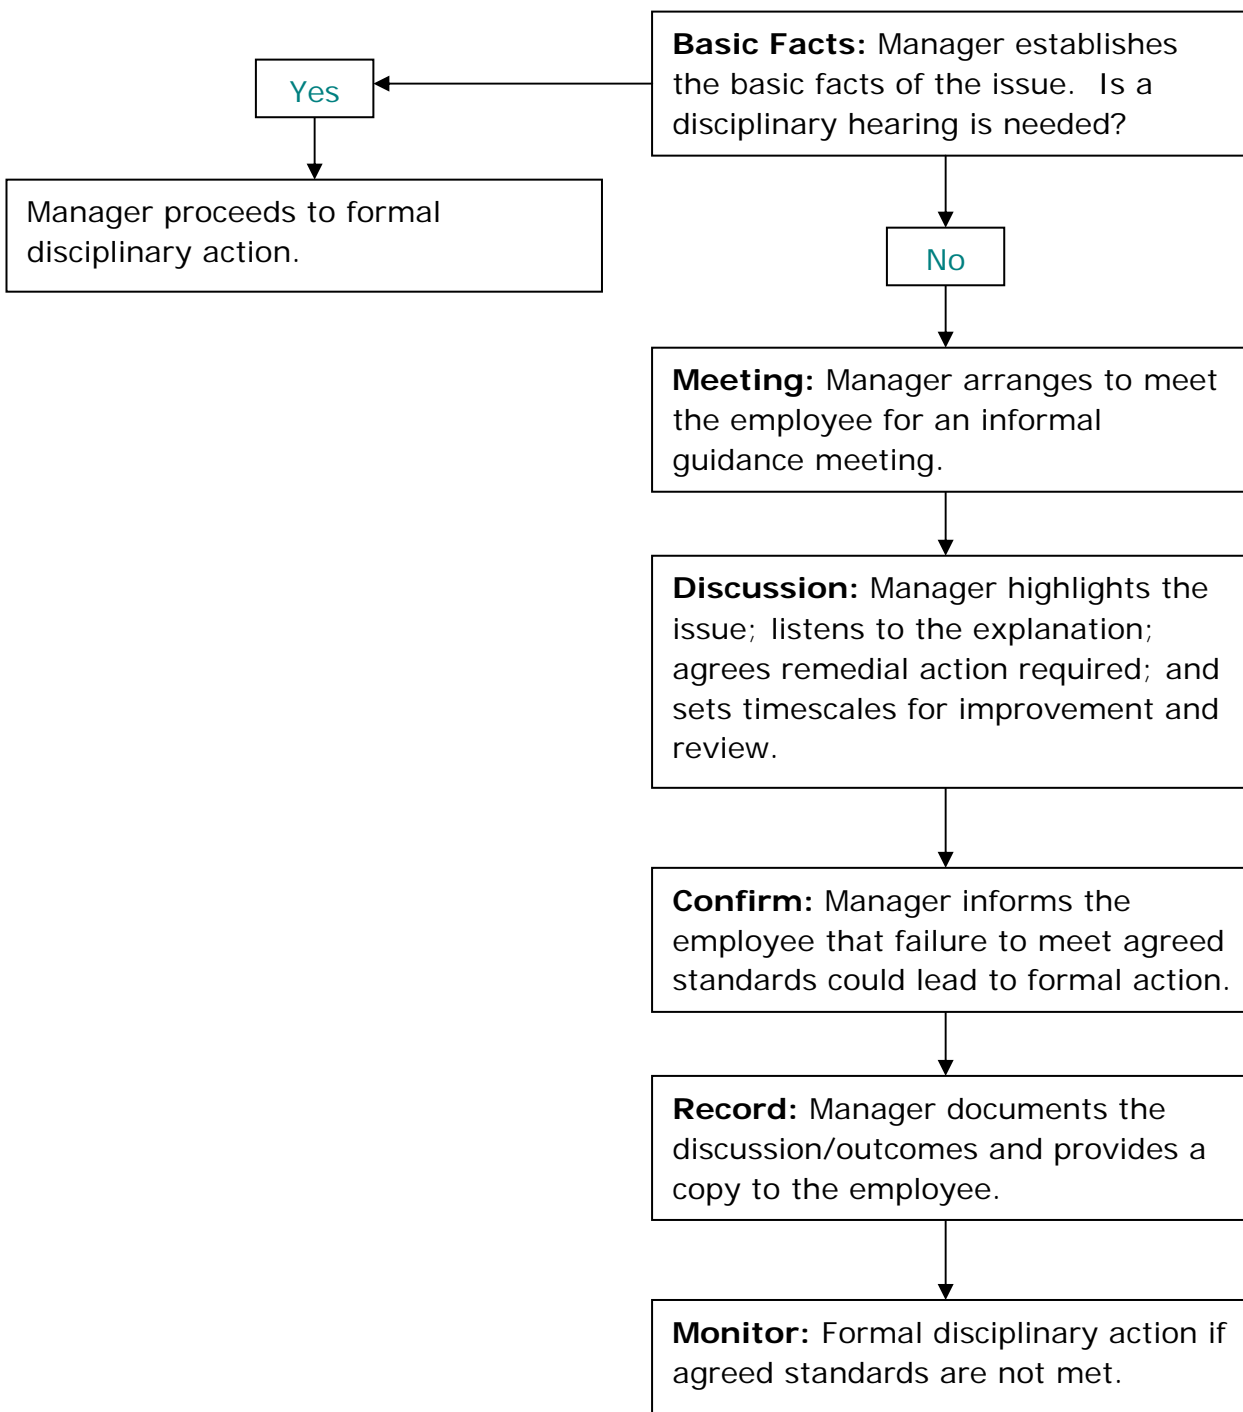 Basic Facts: Manager establishes
the basic facts of the issue.  Is a
disciplinary hearing is needed?
Yes
Manager proceeds to formal
disciplinary action.
No
Meeting: Manager arranges to meet
the employee for an informal
guidance meeting.
Discussion: Manager highlights the
issue; listens to the explanation;
agrees remedial action required; and
sets timescales for improvement and
review.
Confirm: Manager informs the
employee that failure to meet agreed
standards could lead to formal action.
Record: Manager documents the
discussion/outcomes and provides a
copy to the employee.
Monitor: Formal disciplinary action if
agreed standards are not met.